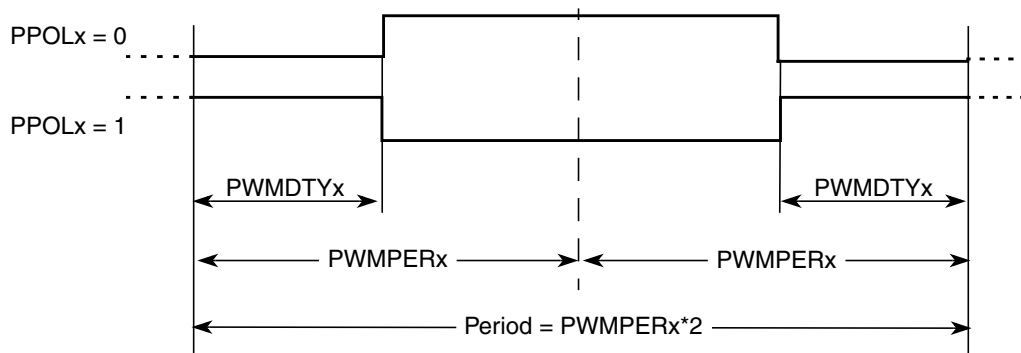 PPOLx = 0
PPOLx = 1
PWMDTYx PWMDTYx
PWMPERx PWMPERx
Period = PWMPERx*2